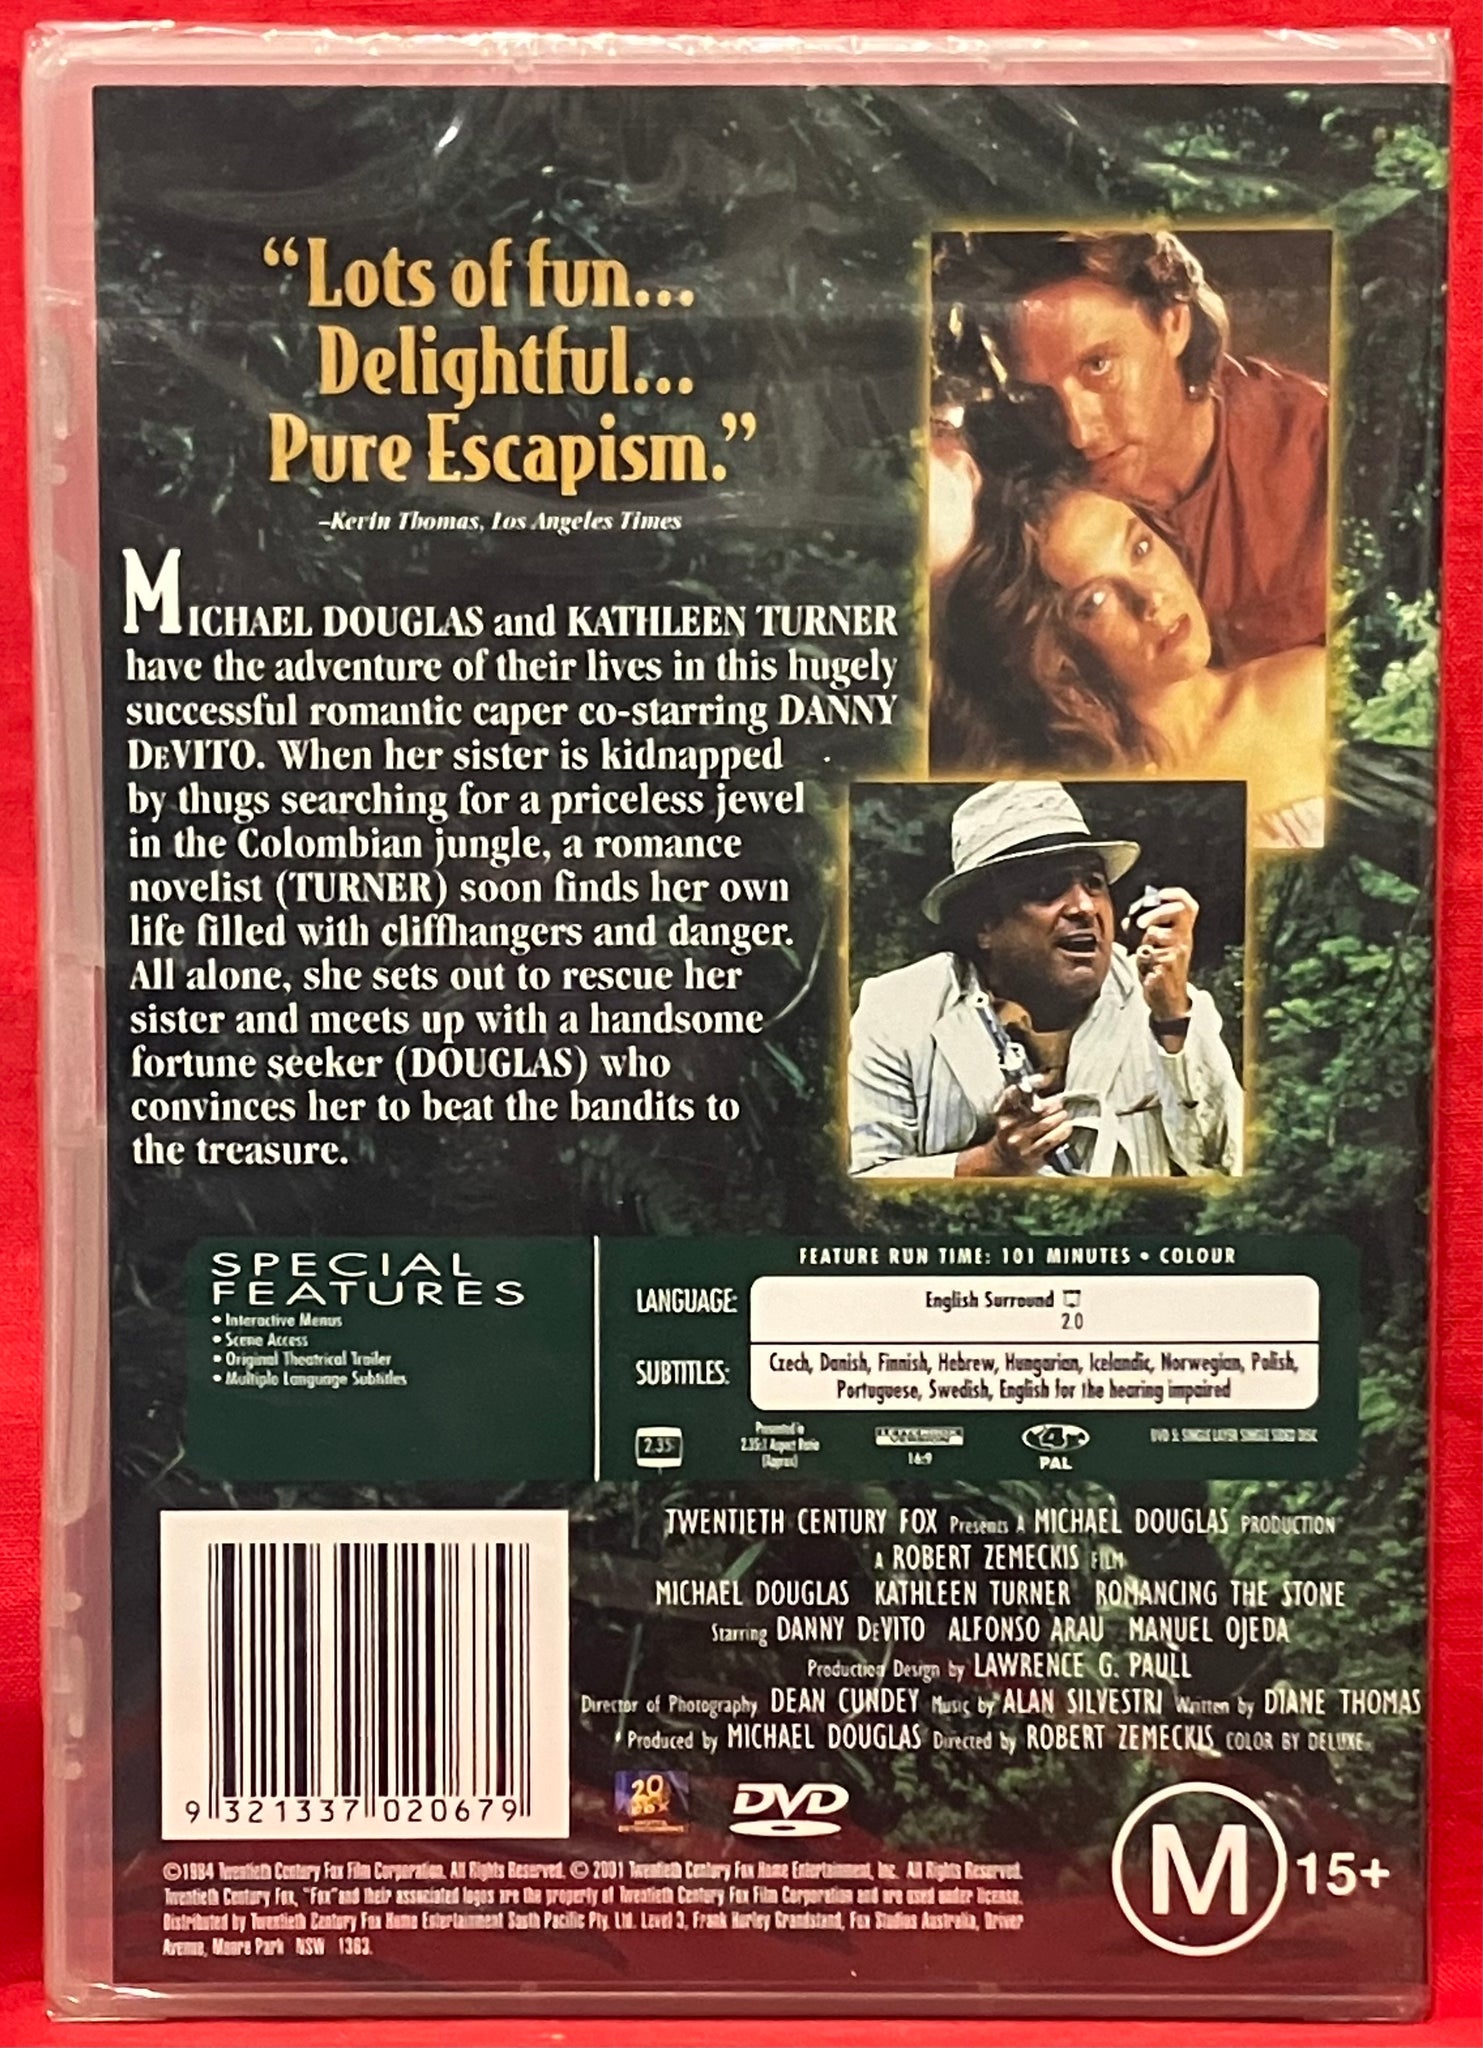 “Lots of fun...
Delightful...
Pure Escapism.”
–Kevin Thomas, Los Angeles Times
MICHAEL DOUGLAS and KATHLEEN TURNER
have the adventure of their lives in this hugely
successful romantic caper co-starring DANNY
DeVITO. When her sister is kidnapped
by thugs searching for a priceless jewel
in the Colombian jungle, a romance
novelist (TURNER) soon finds her own
life filled with cliffhangers and danger.
All alone, she sets out to rescue her
sister and meets up with a handsome
fortune seeker (DOUGLAS) who
convinces her to beat the bandits to
the treasure.
SPECIAL
FEATURES
• Interactive Menus
• Scene Access
• Original Theatrical Trailer
• Multiple Language Subtitles
FEATURE RUN TIME: 101 MINUTES • COLOUR
LANGUAGE:
English Surround
2.0
SUBTITLES:
Czech, Danish, Finnish, Hebrew, Hungarian, Icelandic, Norwegian, Polish,
Portuguese, Swedish, English for the hearing impaired
2.35
Presented in
2.35:1 Aspect Ratio
(Approx)
LETTERBOX
VERSION
16:9
4
PAL
DVD 5: SINGLE LAYER SINGLE SIDED DISC
TWENTIETH CENTURY FOX Presents A MICHAEL DOUGLAS PRODUCTION
A ROBERT ZEMECKIS FILM
MICHAEL DOUGLAS KATHLEEN TURNER ROMANCING THE STONE
Starring DANNY DeVITO ALFONSO ARAU MANUEL OJEDA
Production Design by LAWRENCE G. PAULL
Director of Photography DEAN CUNDEY Music by ALAN SILVESTRI Written by DIANE THOMAS
Produced by MICHAEL DOUGLAS Directed by ROBERT ZEMECKIS COLOR BY DELUXE
9 321337 020679
20
FOX
DVD
M 15+
©1984 Twentieth Century Fox Film Corporation. All Rights Reserved. © 2001 Twentieth Century Fox Home Entertainment, Inc. All Rights Reserved.
Twentieth Century Fox, "Fox" and their associated logos are the property of Twentieth Century Fox Film Corporation and are used under license.
Distributed by Twentieth Century Fox Home Entertainment South Pacific Pty. Ltd. Level 3, Frank Hurley Grandstand, Fox Studios Australia, Driver
Avenue, Moore Park NSW 1363.